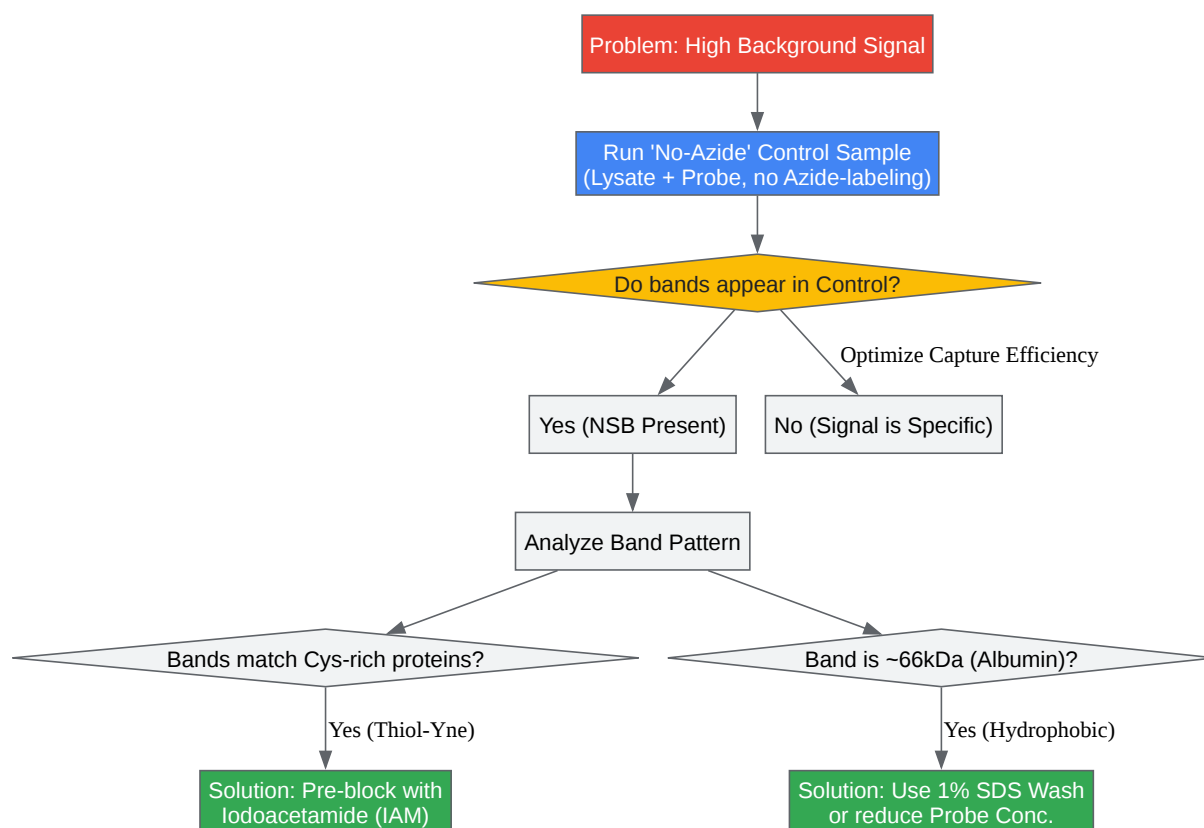 Problem: High Background Signal
Run 'No-Azide' Control Sample
(Lysate + Probe, no Azide-labeling)
Do bands appear in Control?
Optimize Capture Efficiency
Yes (NSB Present)
No (Signal is Specific)
Analyze Band Pattern
Bands match Cys-rich proteins?
Band is ~66kDa (Albumin)?
Yes (Thiol-Yne)
Yes (Hydrophobic)
Solution: Pre-block with
Iodoacetamide (IAM)
Solution: Use 1% SDS Wash
or reduce Probe Conc.